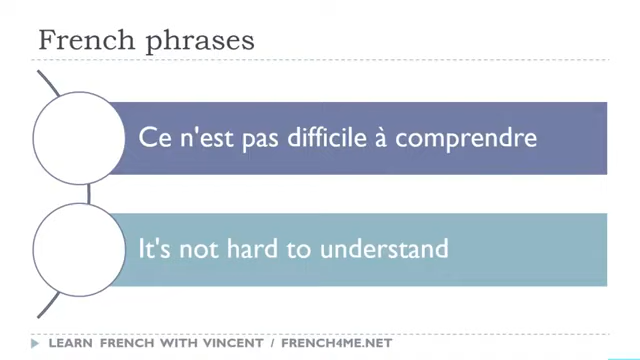 French phrases
Ce n'est pas difficile à comprendre
It's not hard to understand
LEARN FRENCH WITH VINCENT / FRENCH4ME.NET